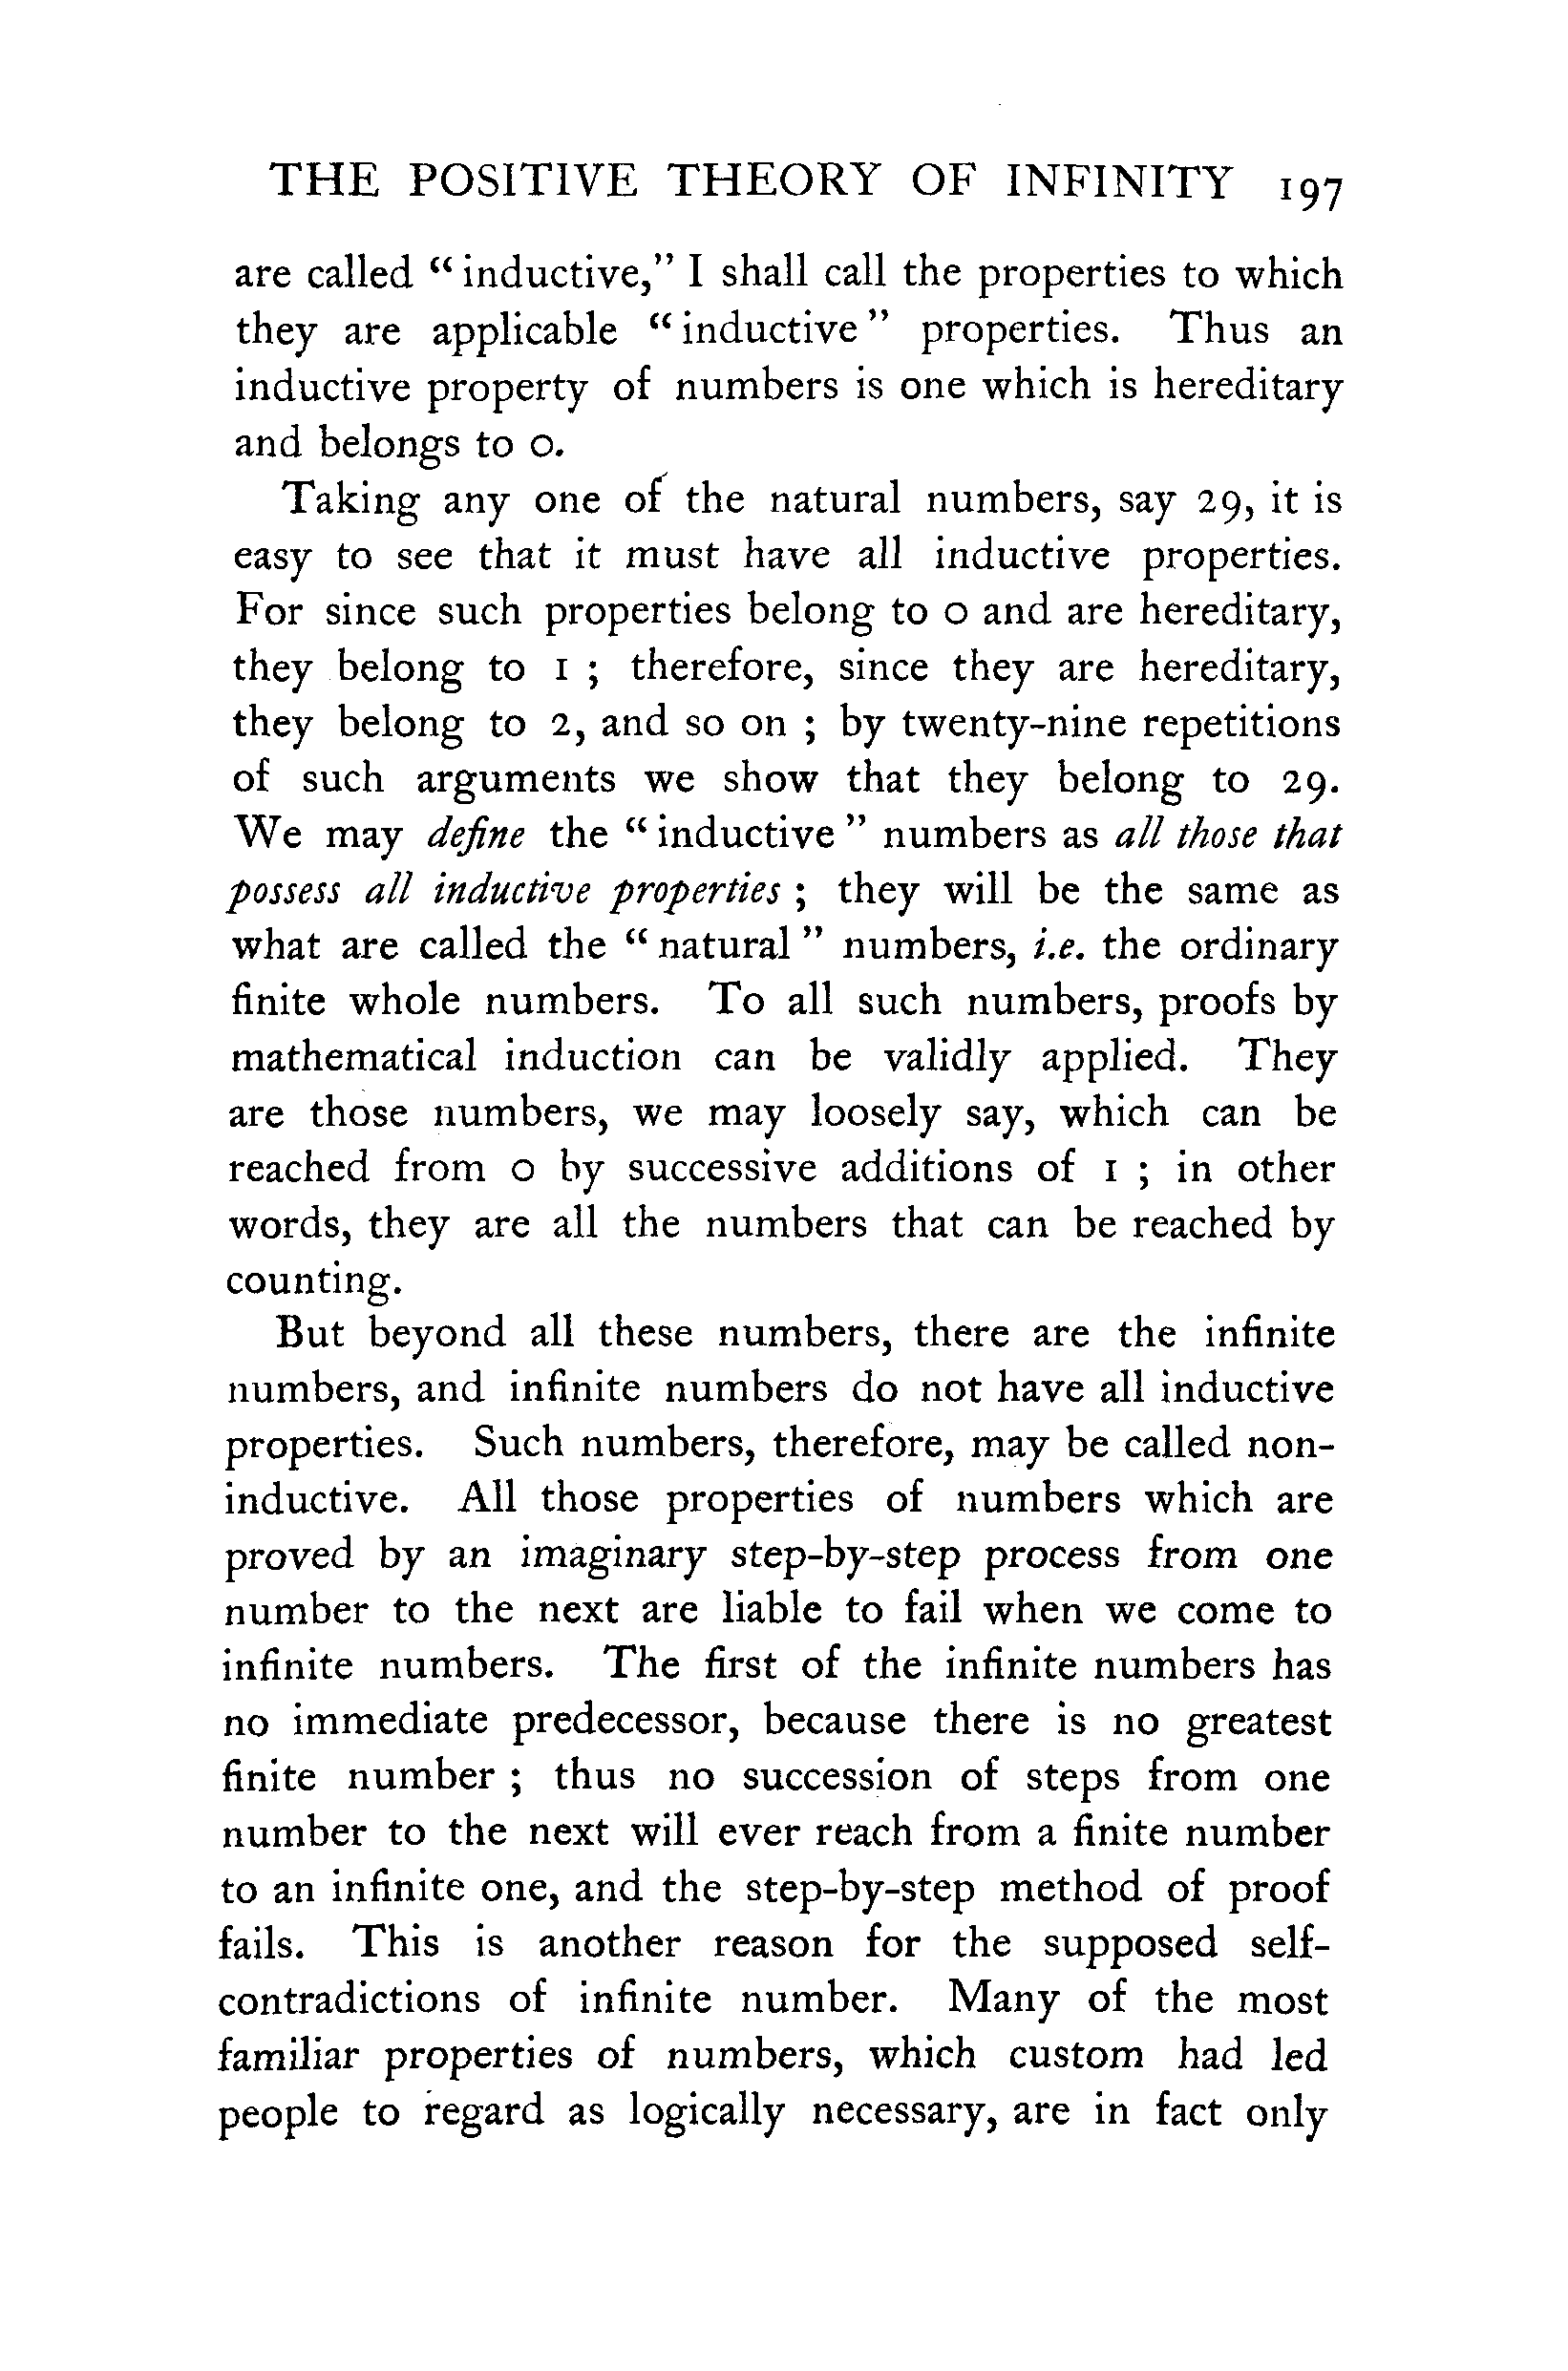 THE POSITIVE THEORY OF INFINITY 197
are called “inductive,” I shall call the properties to which
they are applicable “inductive” properties. Thus an
inductive property of numbers is one which is hereditary
and belongs to 0.
Taking any one of the natural numbers, say 29, it is
easy to see that it must have all inductive properties.
For since such properties belong to 0 and are hereditary,
they belong to 1 ; therefore, since they are hereditary,
they belong to 2, and so on ; by twenty-nine repetitions
of such arguments we show that they belong to 29.
We may define the “inductive” numbers as all those that
possess all inductive properties ; they will be the same as
what are called the “natural” numbers, i.e. the ordinary
finite whole numbers. To all such numbers, proofs by
mathematical induction can be validly applied. They
are those numbers, we may loosely say, which can be
reached from 0 by successive additions of 1 ; in other
words, they are all the numbers that can be reached by
counting.
But beyond all these numbers, there are the infinite
numbers, and infinite numbers do not have all inductive
properties. Such numbers, therefore, may be called non-
inductive. All those properties of numbers which are
proved by an imaginary step-by-step process from one
number to the next are liable to fail when we come to
infinite numbers. The first of the infinite numbers has
no immediate predecessor, because there is no greatest
finite number ; thus no succession of steps from one
number to the next will ever reach from a finite number
to an infinite one, and the step-by-step method of proof
fails. This is another reason for the supposed self-
contradictions of infinite number. Many of the most
familiar properties of numbers, which custom had led
people to regard as logically necessary, are in fact only